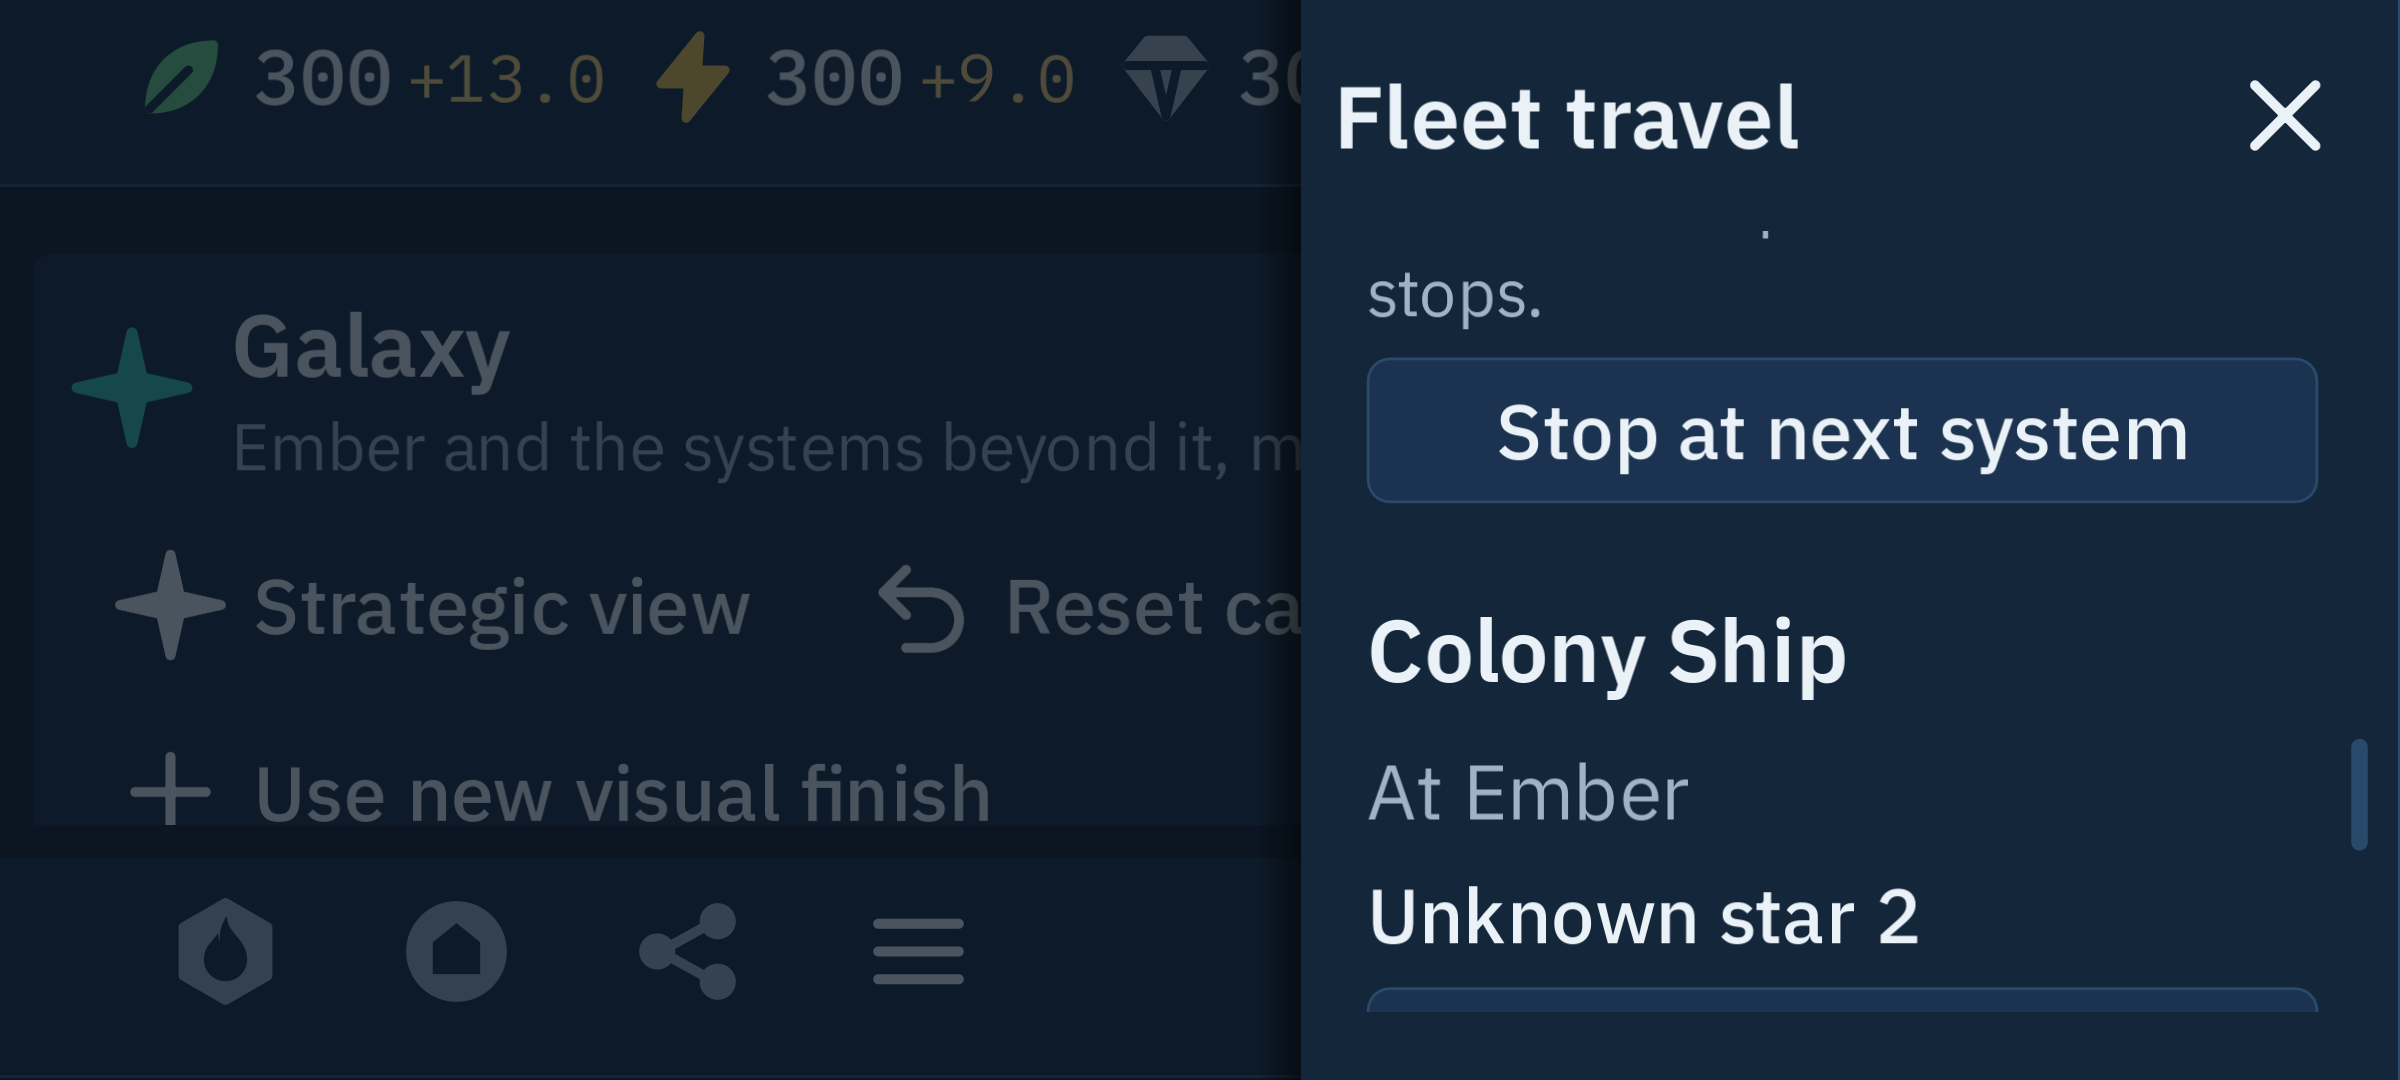 300 +13.0 300 +9.0 30
Galaxy
Ember and the systems beyond it, m
Strategic view Reset ca
Use new visual finish
Fleet travel
stops.
Stop at next system
Colony Ship
At Ember
Unknown star 2